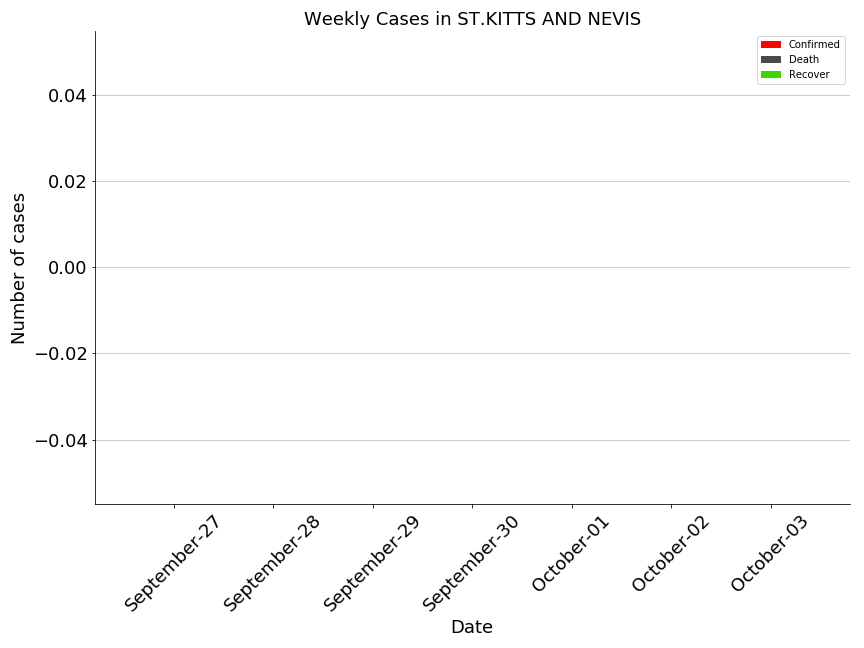 Weekly Cases in ST.KITTS AND NEVIS
Confirmed
Death
Recover
Number of cases
0.04
0.02
0.00
−0.02
−0.04
September-27
September-28
September-29
September-30
October-01
October-02
October-03
Date